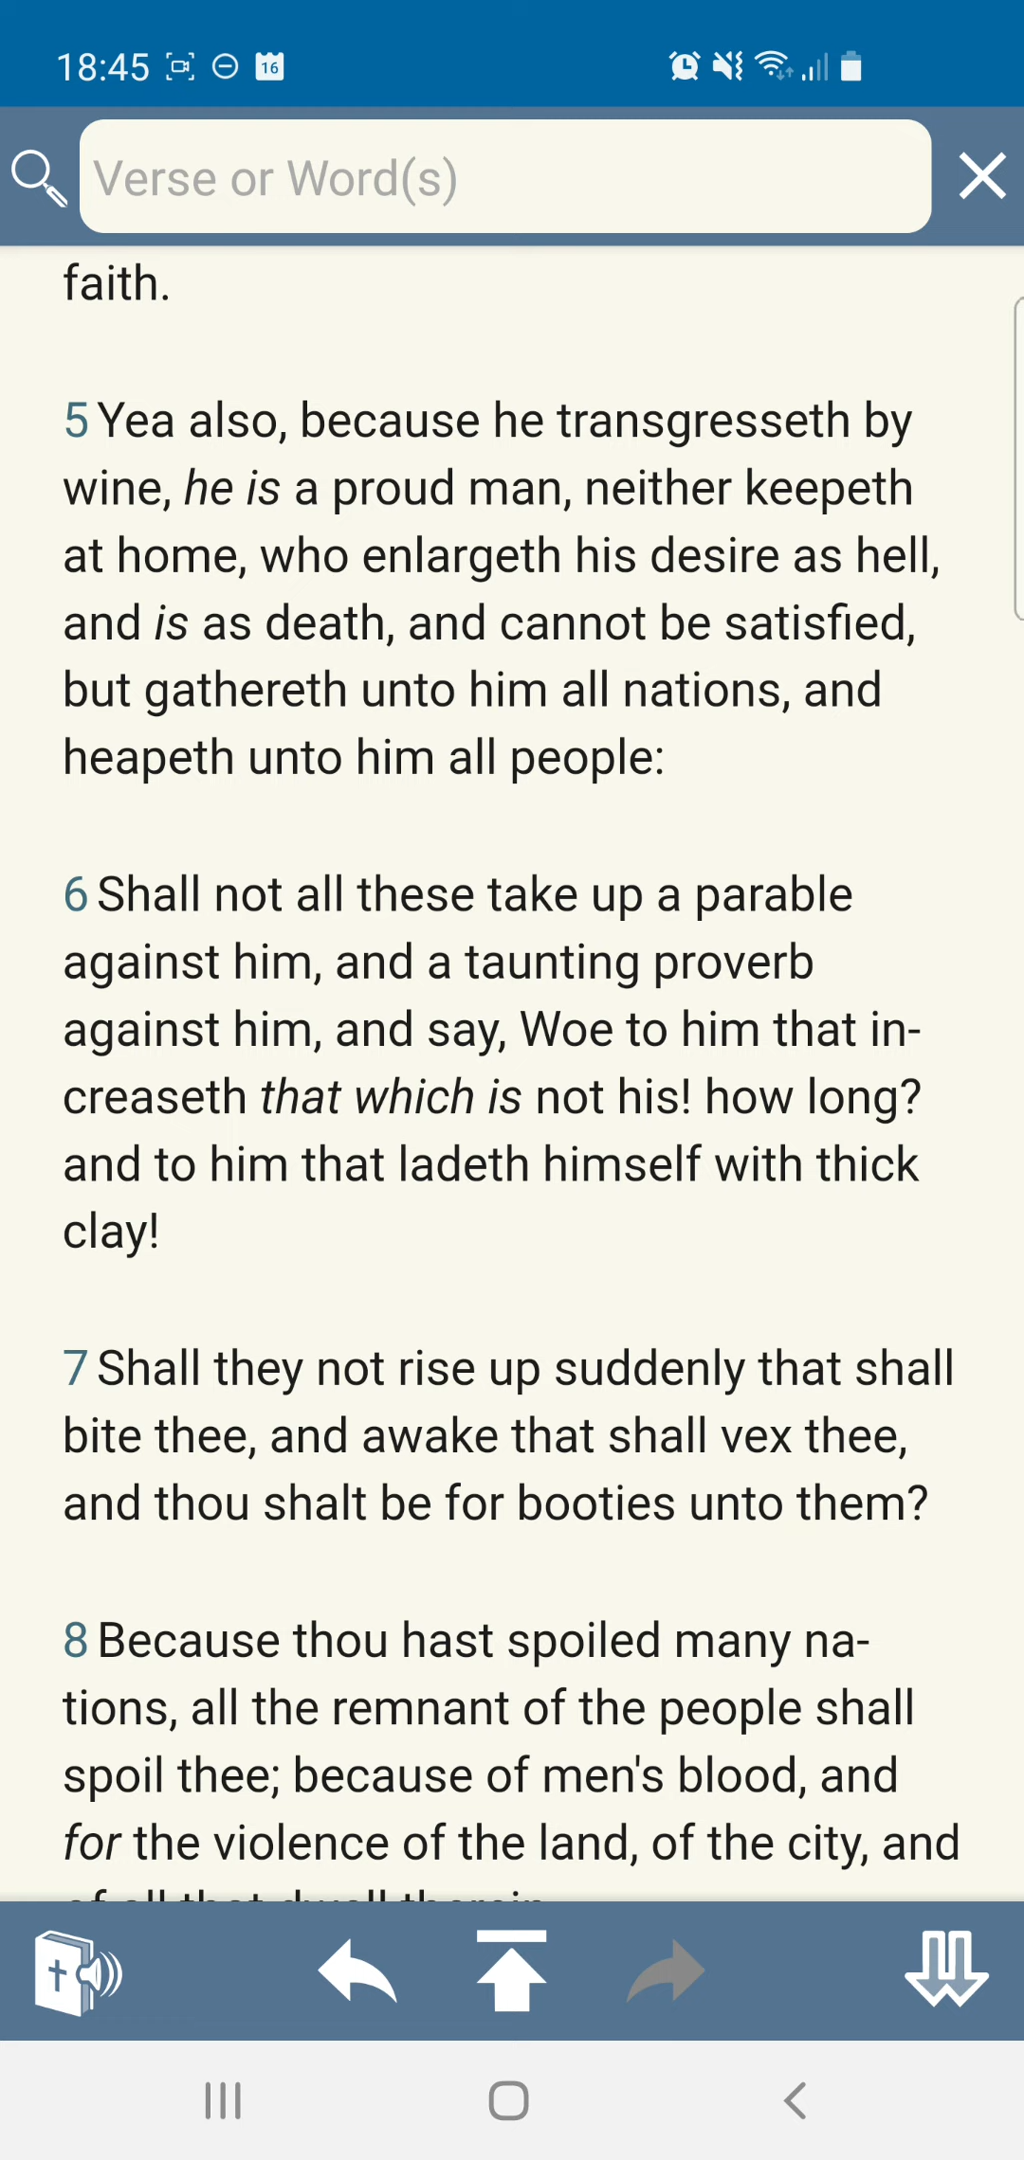 18:45
16
Verse or Word(s)
faith.
5 Yea also, because he transgresseth by
wine, he is a proud man, neither keepeth
at home, who enlargeth his desire as hell,
and is as death, and cannot be satisfied,
but gathereth unto him all nations, and
heapeth unto him all people:
6 Shall not all these take up a parable
against him, and a taunting proverb
against him, and say, Woe to him that in-
creaseth that which is not his! how long?
and to him that ladeth himself with thick
clay!
7 Shall they not rise up suddenly that shall
bite thee, and awake that shall vex thee,
and thou shalt be for booties unto them?
8 Because thou hast spoiled many na-
tions, all the remnant of the people shall
spoil thee; because of men's blood, and
for the violence of the land, of the city, and
of all that dwell therein.